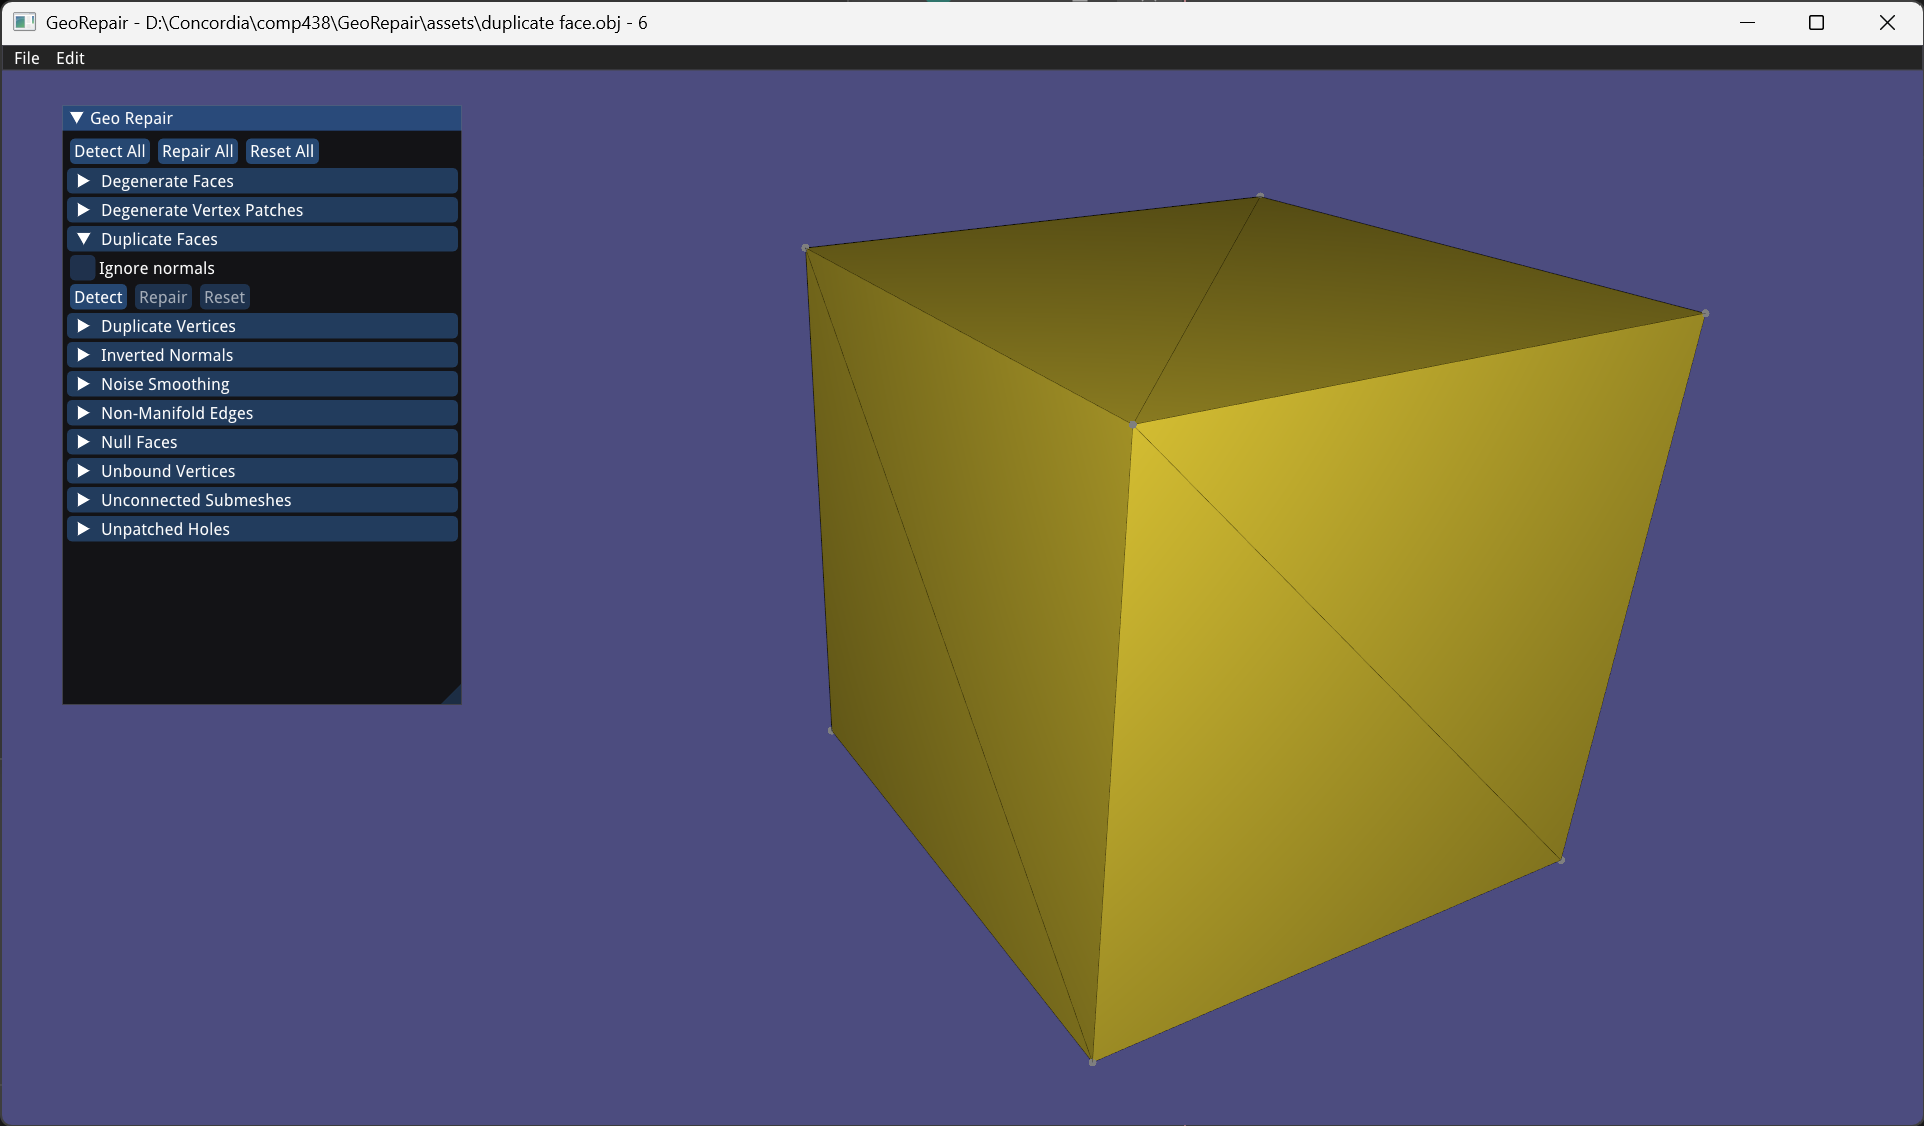 GeoRepair - D:\Concordia\comp438\GeoRepair\assets\duplicate face.obj - 6
File Edit
Geo Repair
Detect All Repair All Reset All
Degenerate Faces
Degenerate Vertex Patches
Duplicate Faces
Ignore normals
Detect Repair Reset
Duplicate Vertices
Inverted Normals
Noise Smoothing
Non-Manifold Edges
Null Faces
Unbound Vertices
Unconnected Submeshes
Unpatched Holes